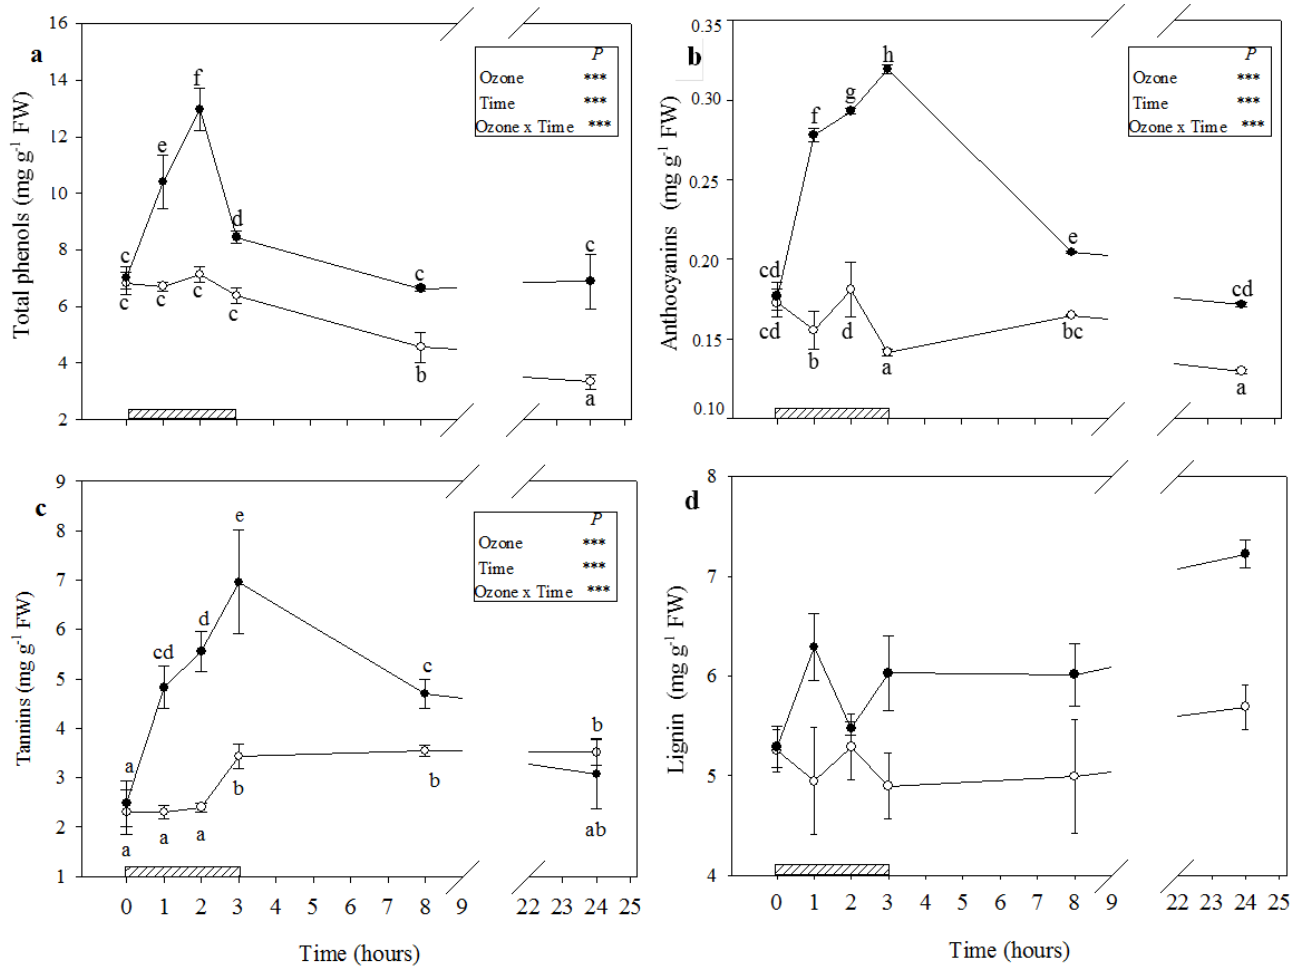 a
16
14
12
10
8
6
4
2
Total phenols (mg g⁻¹ FW)
P
Ozone ***
Time ***
Ozone x Time ***
c
e
f
d
c
c
c
c
c
c
b
a
b
0.35
0.30
0.25
0.20
0.15
0.10
Anthocyanins (mg g⁻¹ FW)
P
Ozone ***
Time ***
Ozone x Time ***
cd
f
g
h
e
cd
cd
b
d
a
bc
a
c
9
8
7
6
5
4
3
2
1
Tannins (mg g⁻¹ FW)
P
Ozone ***
Time ***
Ozone x Time ***
a
cd
d
e
c
b
a
a
a
b
b
ab
0 1 2 3 4 5 6 7 8 9 22 23 24 25
Time (hours)
d
8
7
6
5
4
Lignin (mg g⁻¹ FW)
0 1 2 3 4 5 6 7 8 9 22 23 24 25
Time (hours)